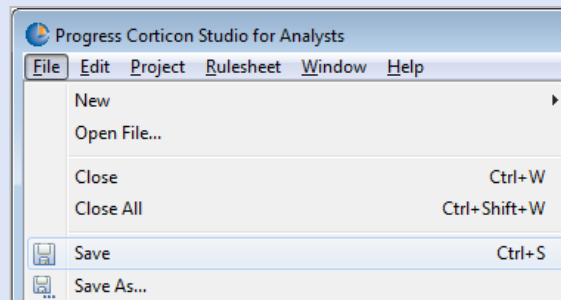 Progress Corticon Studio for Analysts
File Edit Project Rulesheet Window Help
New
Open File...
Close Ctrl+W
Close All Ctrl+Shift+W
Save Ctrl+S
Save As...